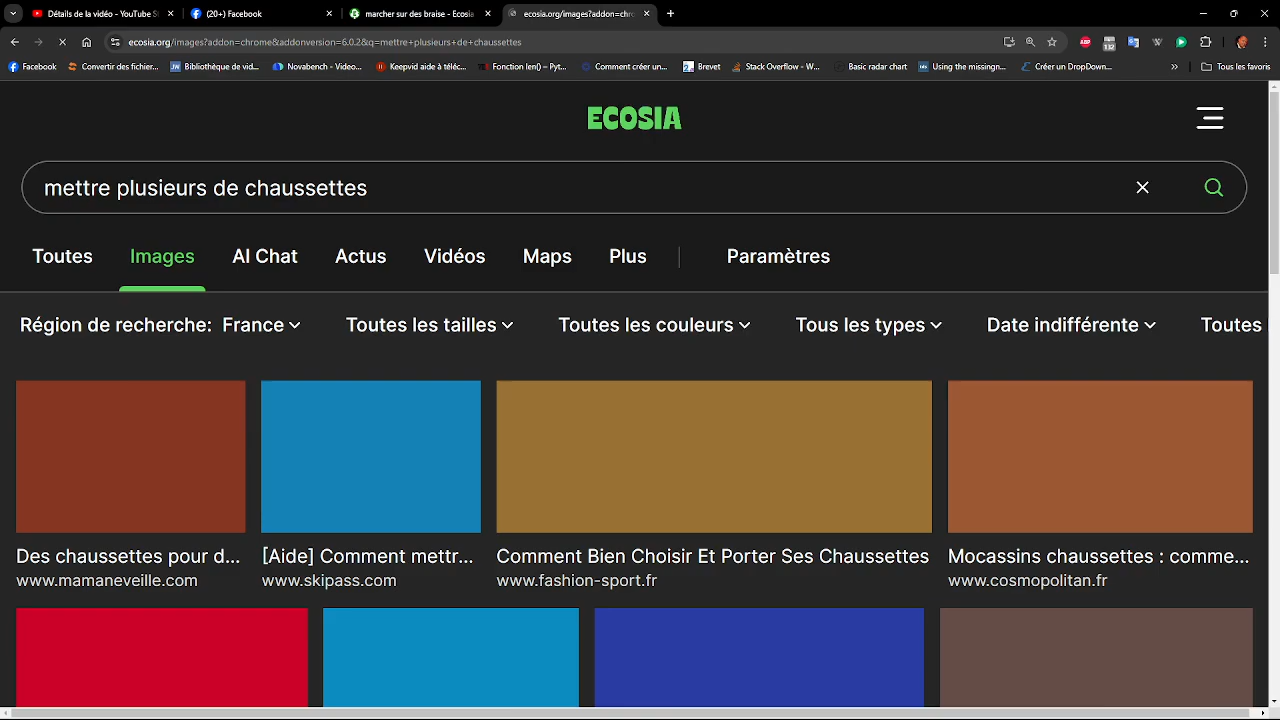 Détails de la vidéo - YouTube S
(20+) Facebook
marcher sur des braise - Ecosia
ecosia.org/images?addon=chro
ecosia.org/images?addon=chrome&addonversion=6.0.2&q=mettre+plusieurs+de+chaussettes
Facebook
Convertir des fichier...
Bibliothèque de vid...
Novabench - Video...
Keepvid aide à téléc...
Fonction len() – Pyt...
Comment créer un...
Brevet
Stack Overflow - W...
Basic radar chart
Using the missingn...
Créer un DropDown...
Tous les favoris
ECOSIA
mettre plusieurs de chaussettes
Toutes
Images
AI Chat
Actus
Vidéos
Maps
Plus
Paramètres
Région de recherche: France
Toutes les tailles
Toutes les couleurs
Tous les types
Date indifférente
Toutes
Des chaussettes pour d...
www.mamaneveille.com
[Aide] Comment mettr...
www.skipass.com
Comment Bien Choisir Et Porter Ses Chaussettes
www.fashion-sport.fr
Mocassins chaussettes : comme...
www.cosmopolitan.fr